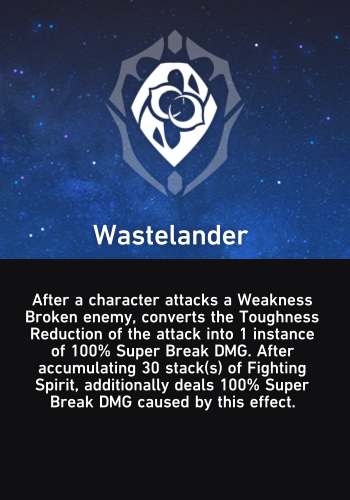 Wastelander
After a character attacks a Weakness
Broken enemy, converts the Toughness
Reduction of the attack into 1 instance
of 100% Super Break DMG. After
accumulating 30 stack(s) of Fighting
Spirit, additionally deals 100% Super
Break DMG caused by this effect.